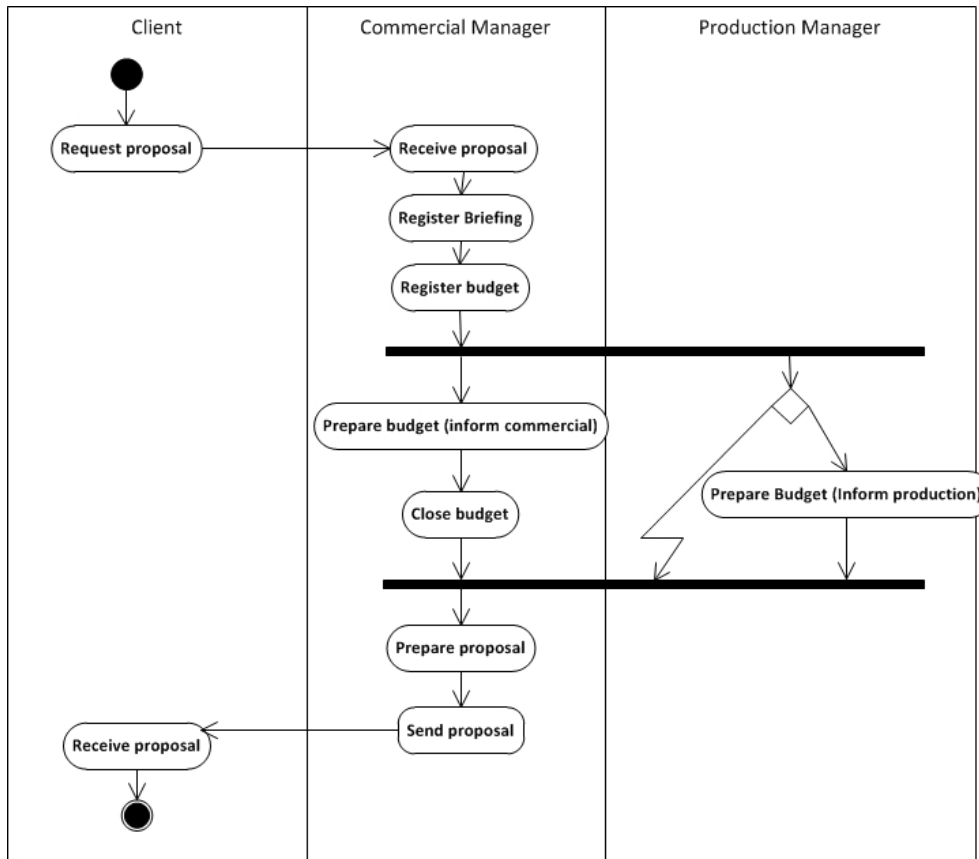 Client
Commercial Manager
Production Manager
Request proposal
Receive proposal
Register Briefing
Register budget
Prepare budget (inform commercial)
Prepare Budget (Inform production)
Close budget
Prepare proposal
Send proposal
Receive proposal